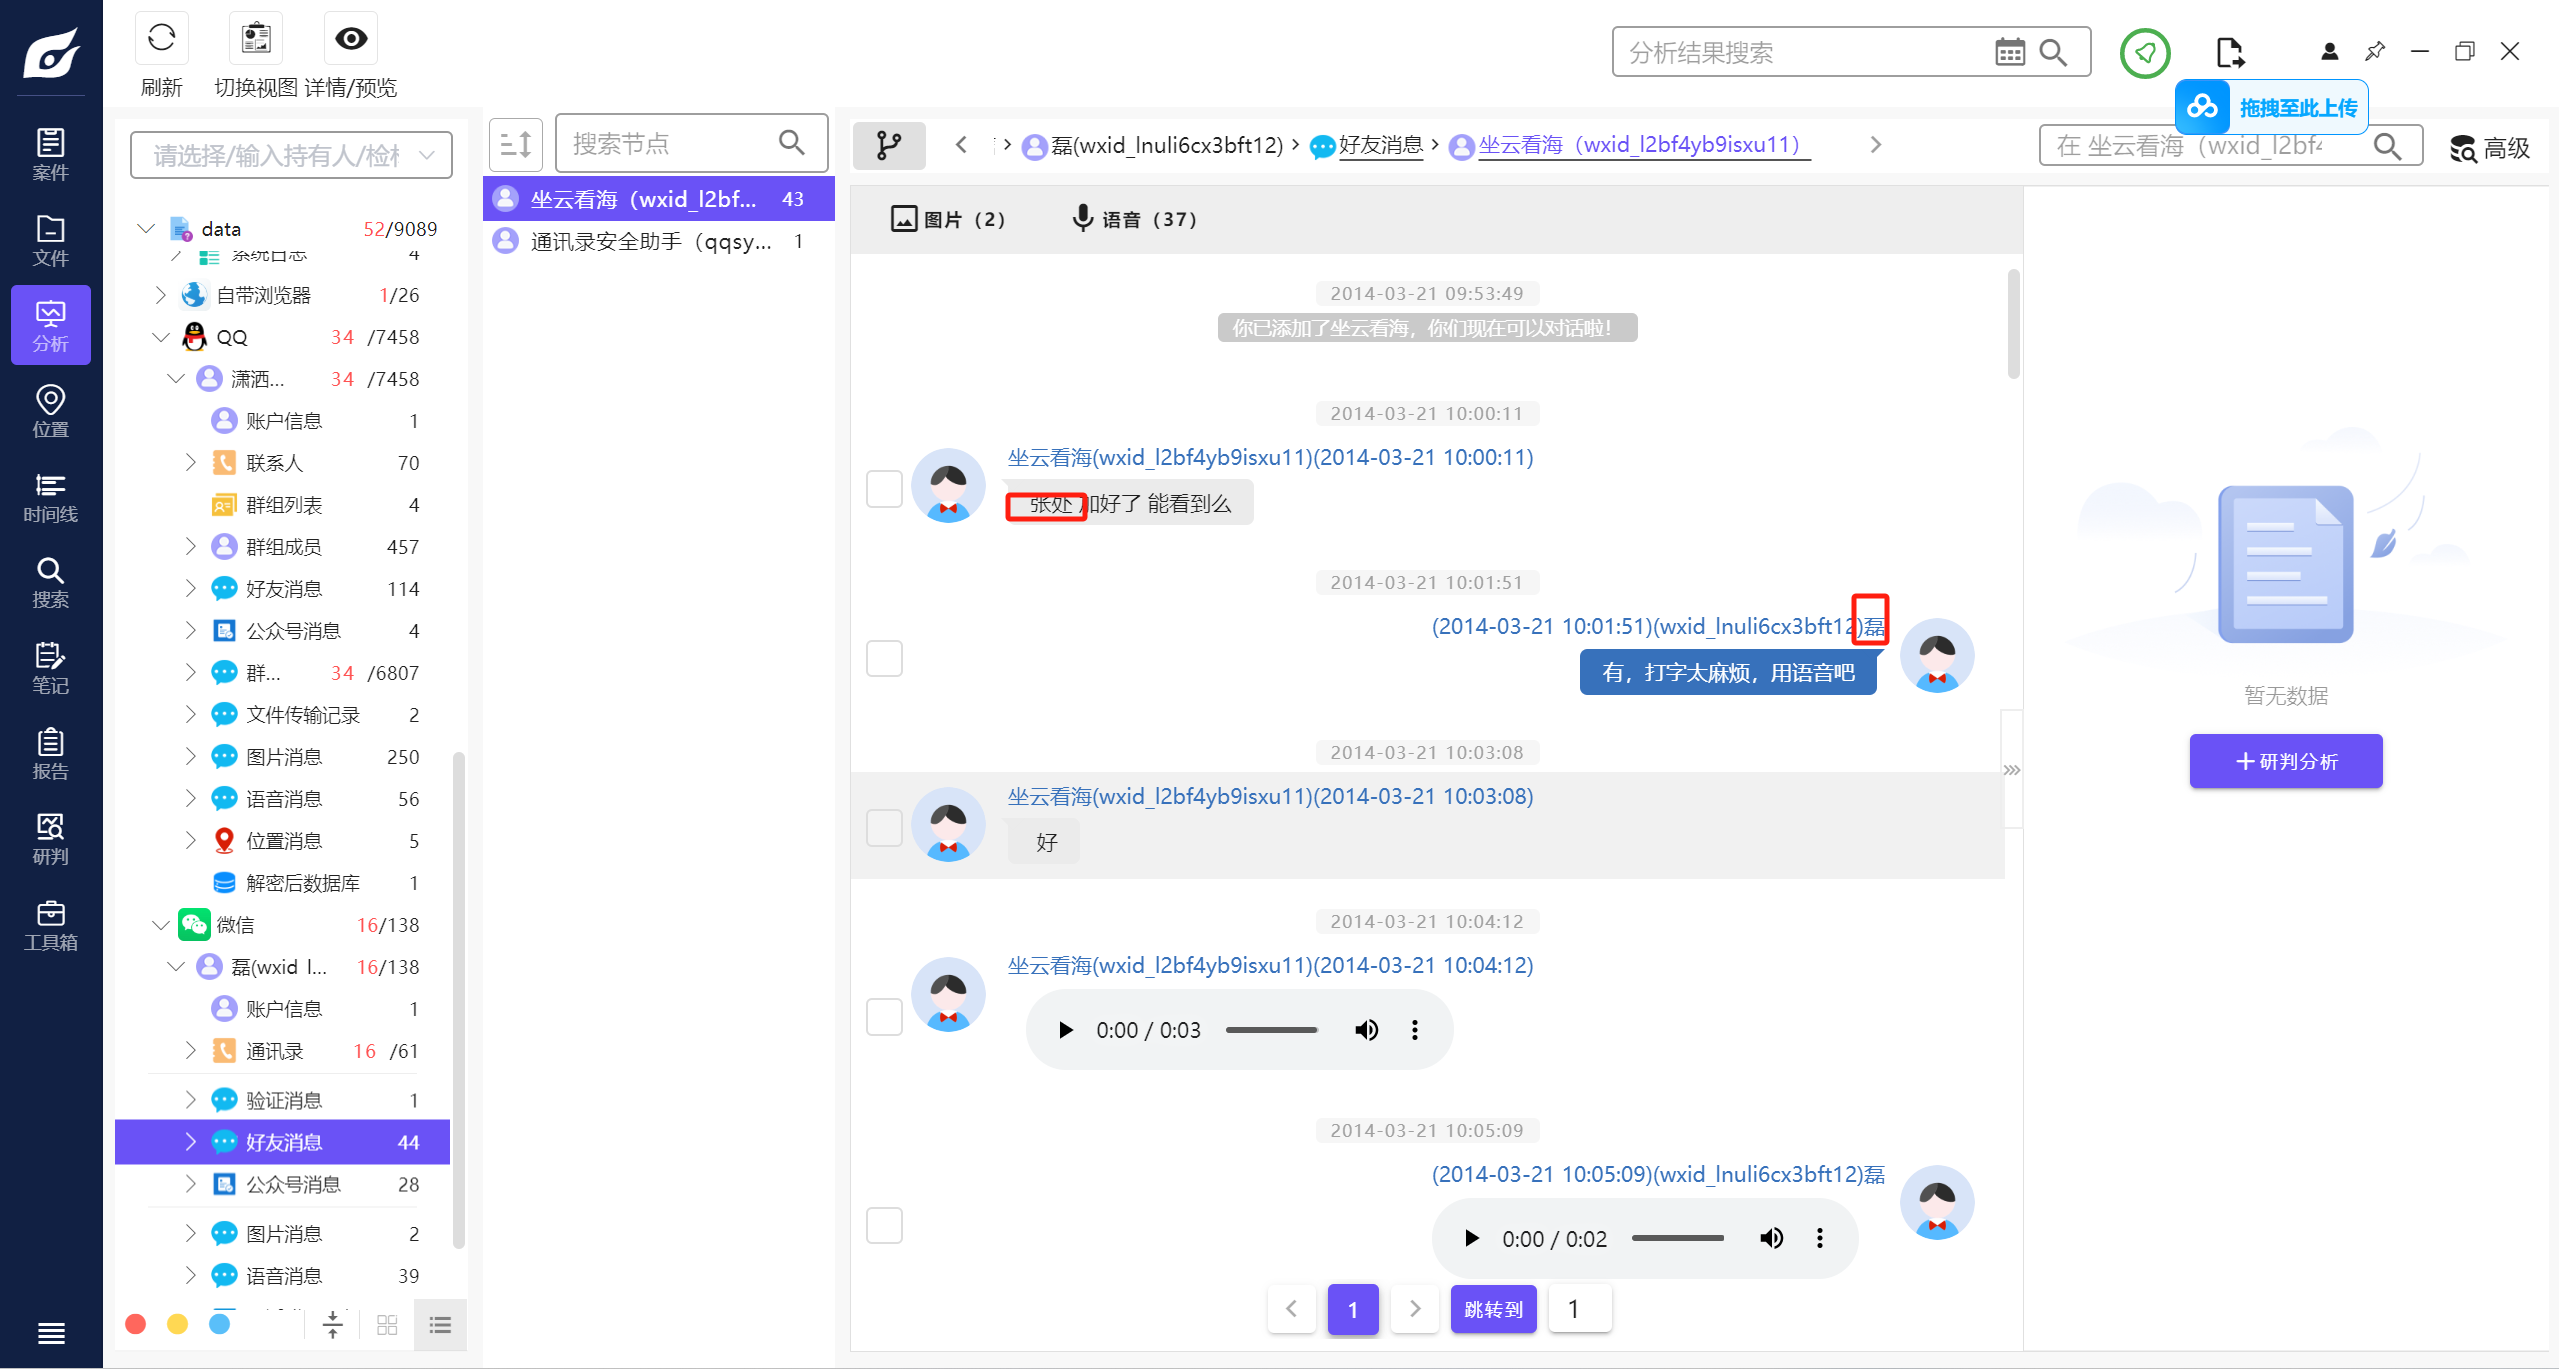 刷新
切换视图
详情/预览
分析结果搜索
拖拽至此上传
案件
文件
分析
位置
时间线
搜索
笔记
报告
研判
工具箱
请选择/输入持有人/检材
data 52/9089
系统日志 4
自带浏览器 1/26
QQ 34 /7458
潇洒... 34 /7458
账户信息 1
联系人 70
群组列表 4
群组成员 457
好友消息 114
公众号消息 4
群... 34 /6807
文件传输记录 2
图片消息 250
语音消息 56
位置消息 5
解密后数据库 1
微信 16/138
磊(wxid_l... 16/138
账户信息 1
通讯录 16 /61
验证消息 1
好友消息 44
公众号消息 28
图片消息 2
语音消息 39
搜索节点
坐云看海（wxid_l2bf... 43
通讯录安全助手（qqsy... 1
磊(wxid_lnuli6cx3bft12) › 好友消息 › 坐云看海（wxid_l2bf4yb9isxu11）
在 坐云看海（wxid_l2bf4
高级
图片（2）
语音（37）
2014-03-21 09:53:49
你已添加了坐云看海，你们现在可以对话啦！
2014-03-21 10:00:11
坐云看海(wxid_l2bf4yb9isxu11)(2014-03-21 10:00:11)
张处 加好了 能看到么
2014-03-21 10:01:51
(2014-03-21 10:01:51)(wxid_lnuli6cx3bft12)磊
有，打字太麻烦，用语音吧
2014-03-21 10:03:08
坐云看海(wxid_l2bf4yb9isxu11)(2014-03-21 10:03:08)
好
2014-03-21 10:04:12
坐云看海(wxid_l2bf4yb9isxu11)(2014-03-21 10:04:12)
0:00 / 0:03
2014-03-21 10:05:09
(2014-03-21 10:05:09)(wxid_lnuli6cx3bft12)磊
0:00 / 0:02
1
跳转到
1
暂无数据
研判分析